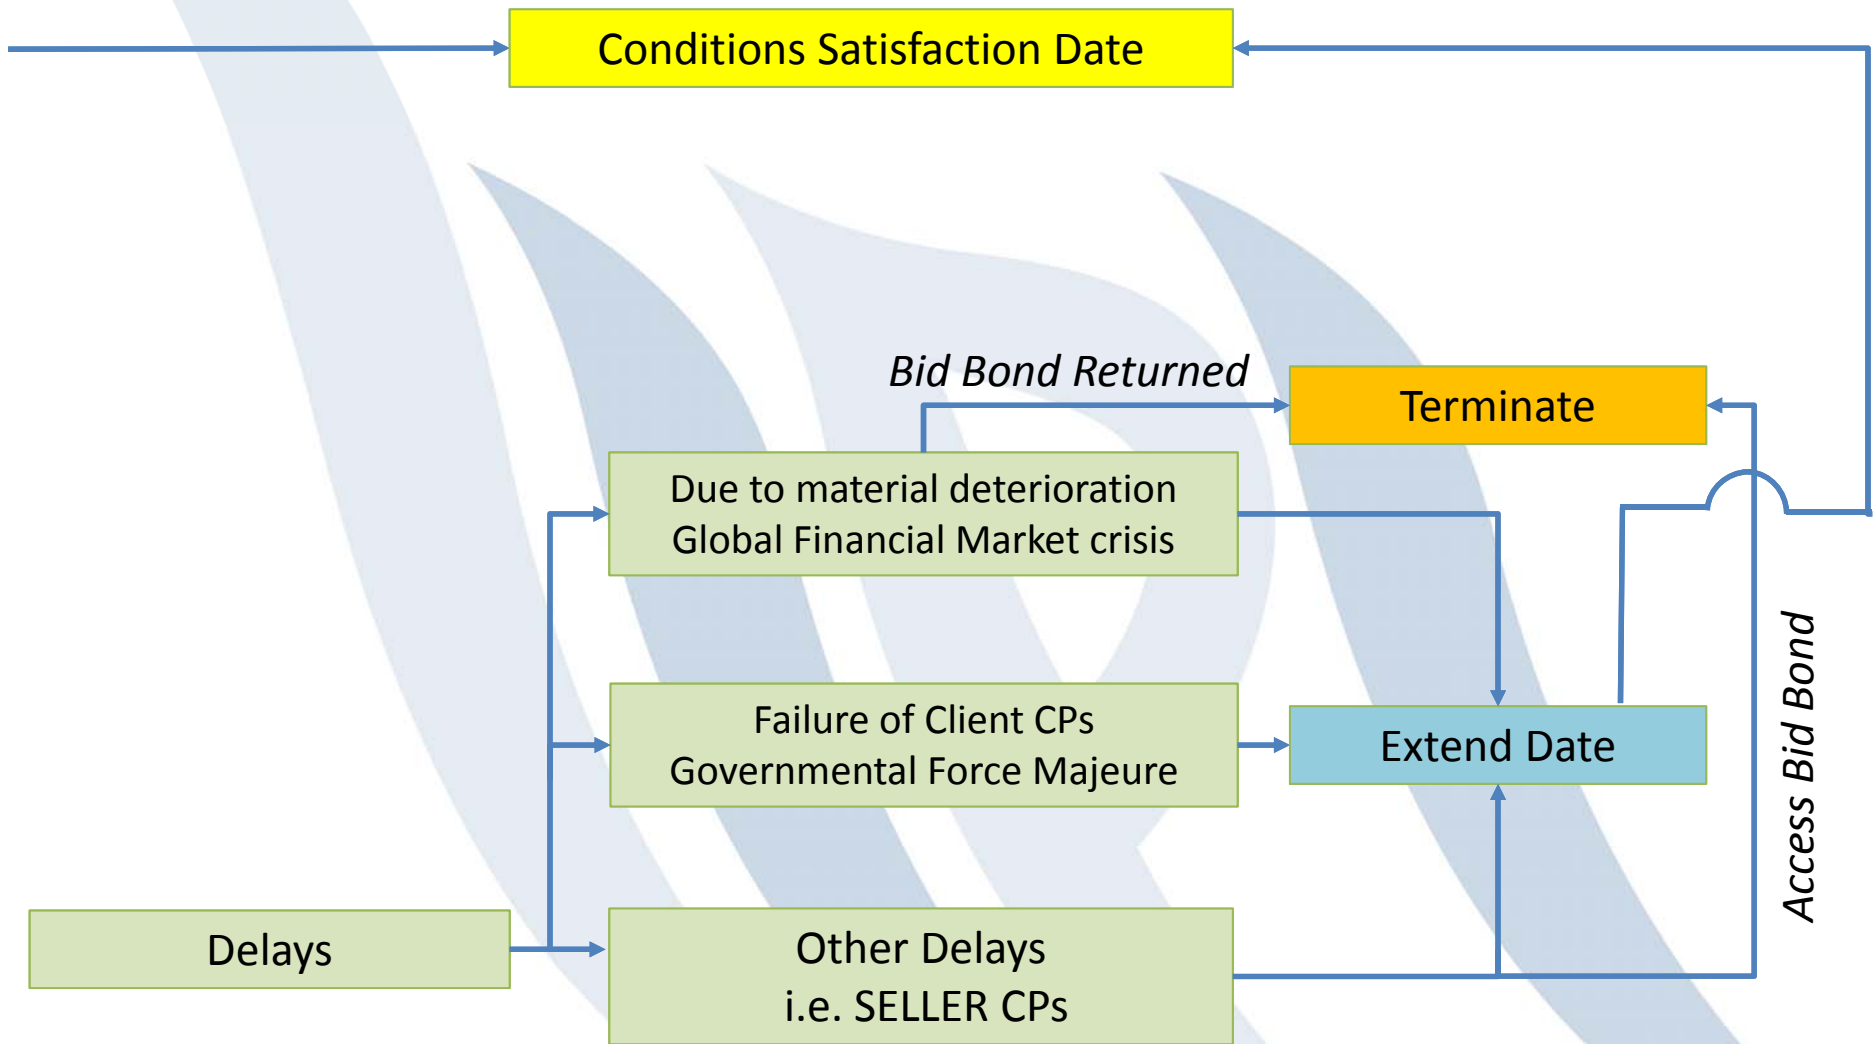 Conditions Satisfaction Date
Bid Bond Returned
Terminate
Due to material deterioration
Global Financial Market crisis
Failure of Client CPs
Governmental Force Majeure
Extend Date
Access Bid Bond
Delays
Other Delays
i.e. SELLER CPs